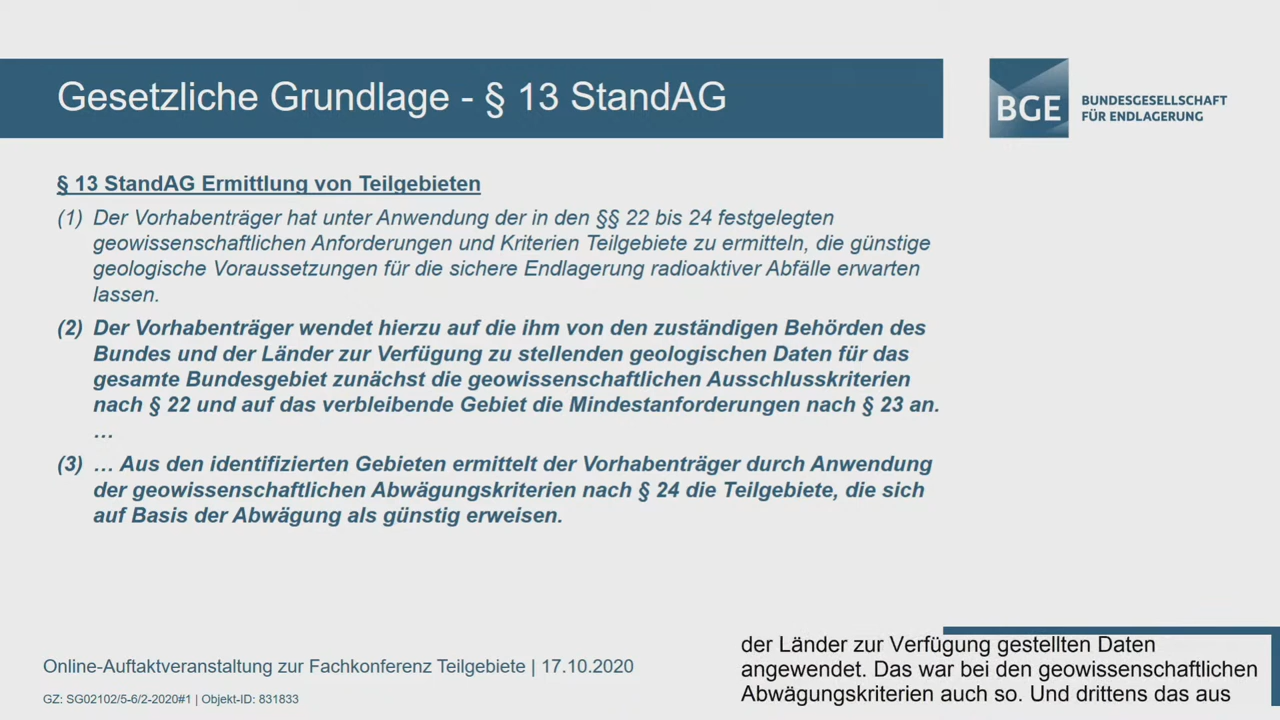 Gesetzliche Grundlage - § 13 StandAG
BGE
BUNDESGESELLSCHAFT
FÜR ENDLAGERUNG
§ 13 StandAG Ermittlung von Teilgebieten
(1) Der Vorhabenträger hat unter Anwendung der in den §§ 22 bis 24 festgelegten
geowissenschaftlichen Anforderungen und Kriterien Teilgebiete zu ermitteln, die günstige
geologische Voraussetzungen für die sichere Endlagerung radioaktiver Abfälle erwarten
lassen.
(2) Der Vorhabenträger wendet hierzu auf die ihm von den zuständigen Behörden des
Bundes und der Länder zur Verfügung zu stellenden geologischen Daten für das
gesamte Bundesgebiet zunächst die geowissenschaftlichen Ausschlusskriterien
nach § 22 und auf das verbleibende Gebiet die Mindestanforderungen nach § 23 an.
…
(3) … Aus den identifizierten Gebieten ermittelt der Vorhabenträger durch Anwendung
der geowissenschaftlichen Abwägungskriterien nach § 24 die Teilgebiete, die sich
auf Basis der Abwägung als günstig erweisen.
Online-Auftaktveranstaltung zur Fachkonferenz Teilgebiete | 17.10.2020
GZ: SG02102/5-6/2-2020#1 | Objekt-ID: 831833
der Länder zur Verfügung gestellten Daten
angewendet. Das war bei den geowissenschaftlichen
Abwägungskriterien auch so. Und drittens das aus